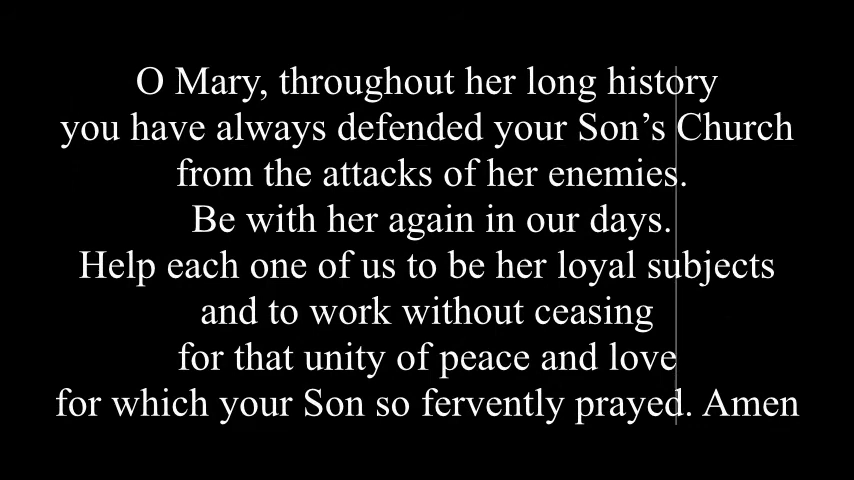 O Mary, throughout her long history
you have always defended your Son’s Church
from the attacks of her enemies.
Be with her again in our days.
Help each one of us to be her loyal subjects
and to work without ceasing
for that unity of peace and love
for which your Son so fervently prayed. Amen